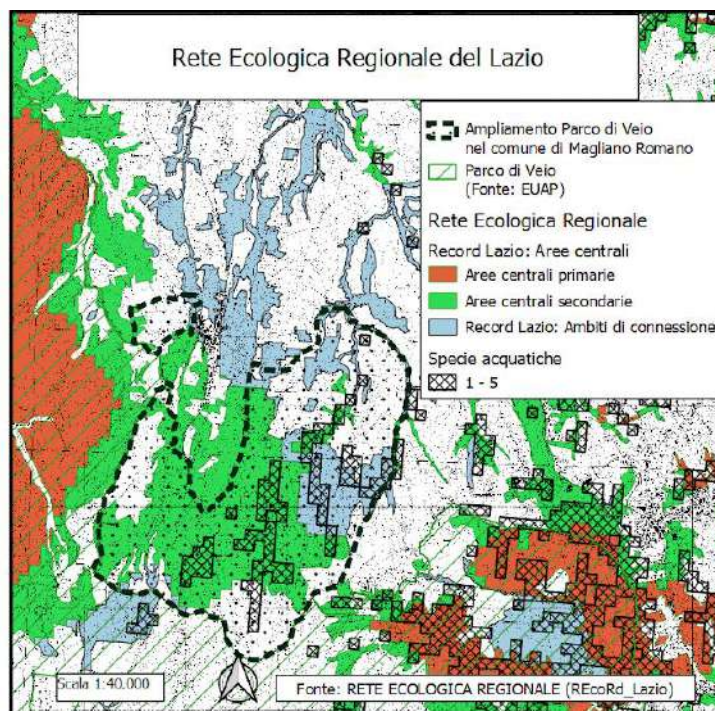 Rete Ecologica Regionale del Lazio
Ampliamento Parco di Veio
nel comune di Magliano Romano
Parco di Veio
(Fonte: EUAP)
Rete Ecologica Regionale
Record Lazio: Aree centrali
Aree centrali primarie
Aree centrali secondarie
Record Lazio: Ambiti di connessione
Specie acquatiche
1 - 5
Scala 1:40.000
Fonte: RETE ECOLOGICA REGIONALE (REcoRd_Lazio)